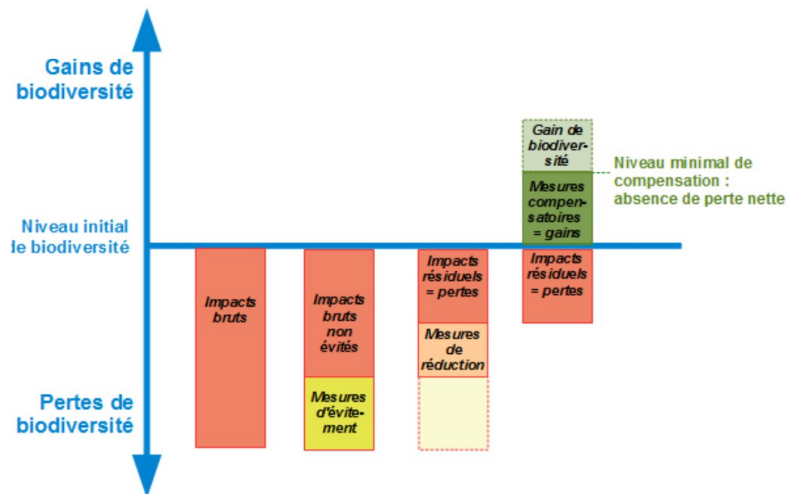 Gains de
biodiversité
Gain de
biodiver-
sité
Niveau minimal de
compensation :
absence de perte nette
Mesures
compen-
satoires
= gains
Niveau initial
de biodiversité
Impacts
bruts
Impacts
bruts
non
évités
Impacts
résiduels
= pertes
Impacts
résiduels
= pertes
Mesures
de
réduction
Mesures
d'évite-
ment
Pertes de
biodiversité